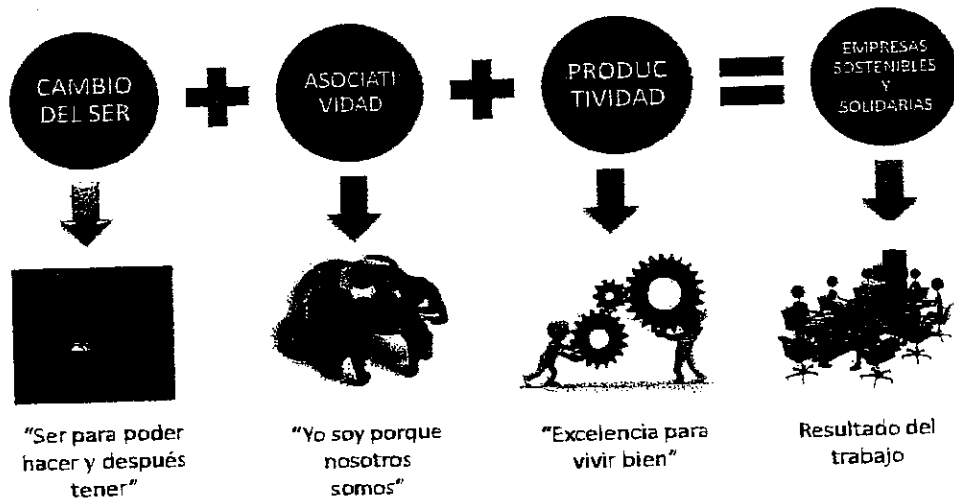 CAMBIO
DEL SER
ASOCIATI
VIDAD
PRODUC
TIVIDAD
EMPRESAS
SOSTENIBLES
Y
SOLIDARIAS
"Ser para poder
hacer y después
tener"
"Yo soy porque
nosotros
somos"
"Excelencia para
vivir bien"
Resultado del
trabajo